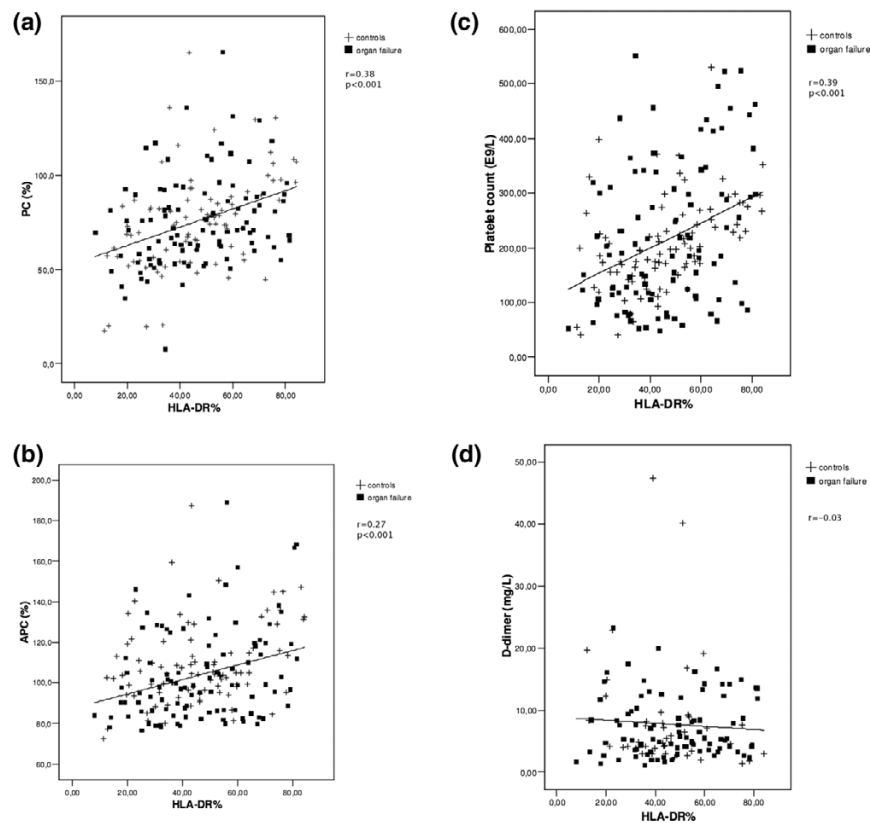 (a)
controls
organ failure
r=0.38
p<0.001
150,0
100,0
50,0
0,0
PC (%)
0,00 20,00 40,00 60,00 80,00
HLA-DR%
(c)
controls
organ failure
r=0.39
p<0.001
600,00
500,00
400,00
300,00
200,00
100,00
0,00
Platelet count (E9/L)
0,00 20,00 40,00 60,00 80,00
HLA-DR%
(b)
controls
organ failure
r=0.27
p<0.001
200,0
180,0
160,0
140,0
120,0
100,0
80,0
60,0
APC (%)
0,00 20,00 40,00 60,00 80,00
HLA-DR%
(d)
controls
organ failure
r=−0.03
50,00
40,00
30,00
20,00
10,00
0,00
D-dimer (mg/L)
0,00 20,00 40,00 60,00 80,00
HLA-DR%